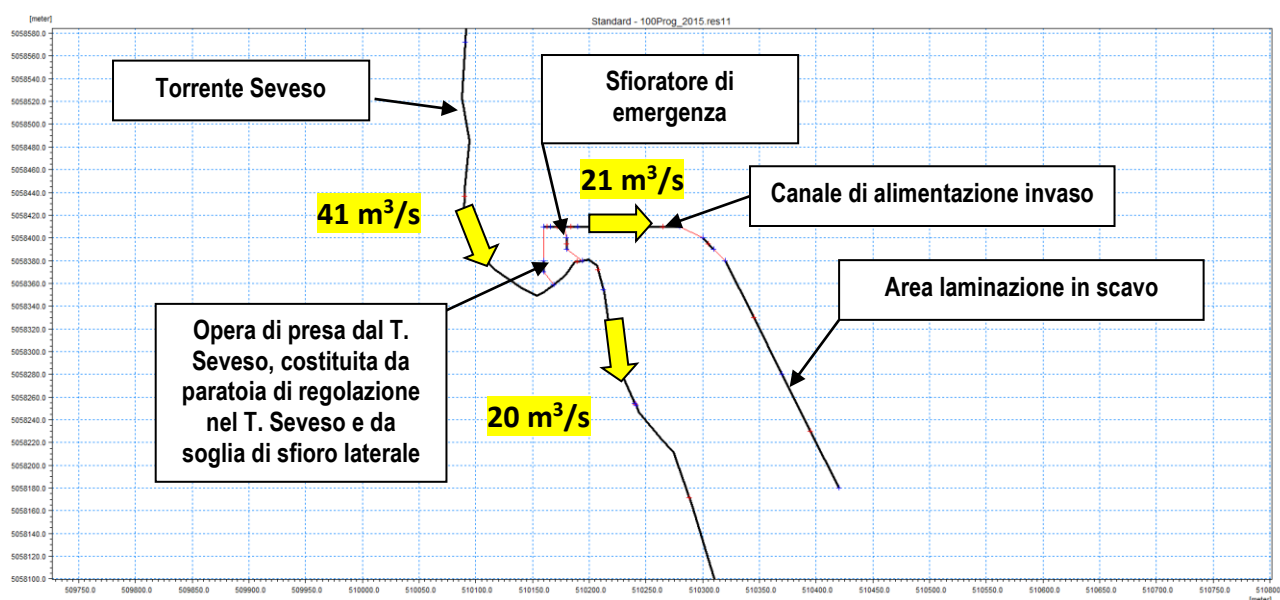 [meter]
Standard - 100Prog_2015.res11
5058580.0
5058560.0
5058540.0
5058520.0
5058500.0
5058480.0
5058460.0
5058440.0
5058420.0
5058400.0
5058380.0
5058360.0
5058340.0
5058320.0
5058300.0
5058280.0
5058260.0
5058240.0
5058220.0
5058200.0
5058180.0
5058160.0
5058140.0
5058120.0
5058100.0
Torrente Seveso
Sfioratore di
emergenza
21 m³/s
Canale di alimentazione invaso
41 m³/s
Area laminazione in scavo
Opera di presa dal T.
Seveso, costituita da
paratoia di regolazione
nel T. Seveso e da
soglia di sfioro laterale
20 m³/s
509750.0 509800.0 509850.0 509900.0 509950.0 510000.0 510050.0 510100.0 510150.0 510200.0 510250.0 510300.0 510350.0 510400.0 510450.0 510500.0 510550.0 510600.0 510650.0 510700.0 510750.0 510800
[meter]